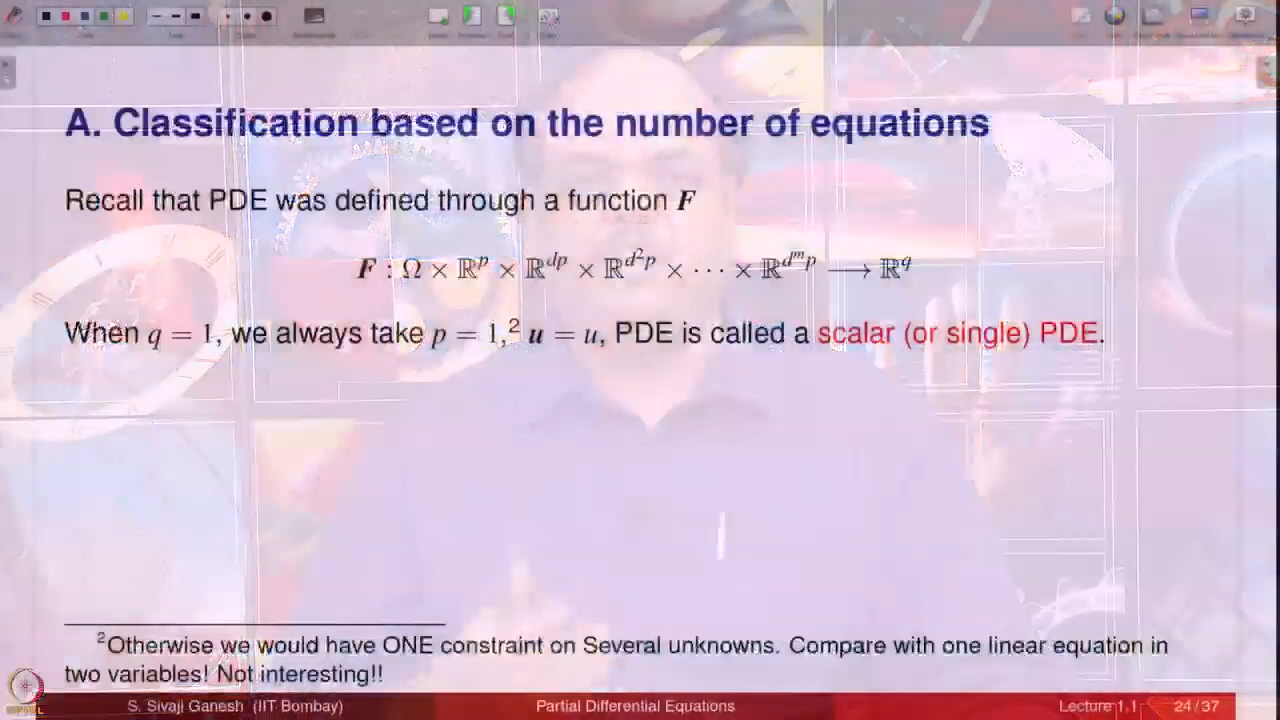 A. Classification based on the number of equations
Recall that PDE was defined through a function F
F : Ω × ℝ^p × ℝ^{dp} × ℝ^{d^2 p} × ⋯ × ℝ^{d^m p} ⟶ ℝ^q
When q = 1, we always take p = 1,² u = u, PDE is called a scalar (or single) PDE.
²Otherwise we would have ONE constraint on Several unknowns. Compare with one linear equation in
two variables! Not interesting!!
NPTEL
S. Sivaji Ganesh (IIT Bombay) Partial Differential Equations Lecture 1.1 24 / 37